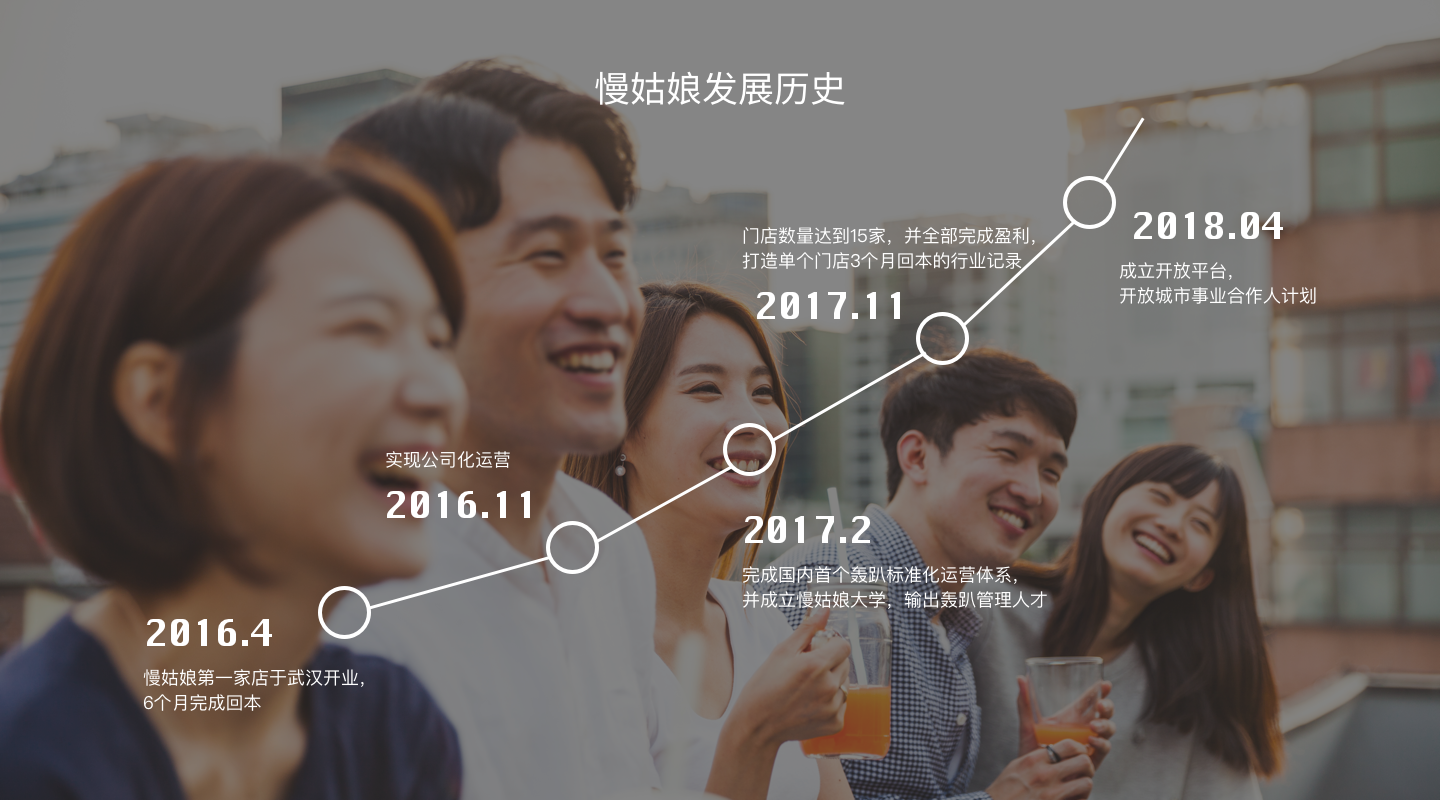 慢姑娘发展历史
门店数量达到15家，并全部完成盈利，
打造单个门店3个月回本的行业记录
2017.11
2018.04
成立开放平台，
开放城市事业合作人计划
实现公司化运营
2016.11
2017.2
完成国内首个轰趴标准化运营体系，
并成立慢姑娘大学，输出轰趴管理人才
2016.4
慢姑娘第一家店于武汉开业，
6个月完成回本